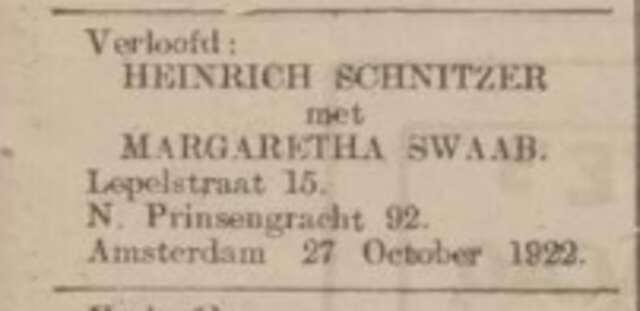 Verloofd:
HEINRICH SCHNITZER
met
MARGARETHA SWAAB.
Lepelstraat 15.
N. Prinsengracht 92.
Amsterdam 27 October 1922.